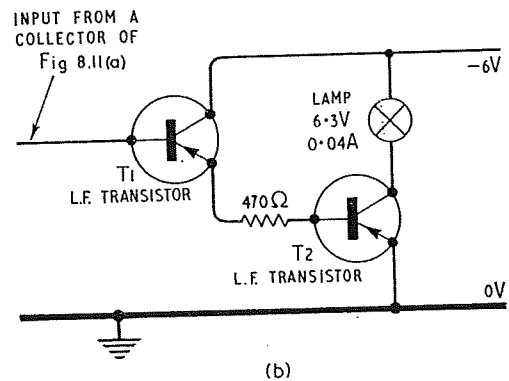 INPUT FROM A
COLLECTOR OF
Fig 8.11(a)
-6V
LAMP
6·3V
0·04A
T1
L.F. TRANSISTOR
470Ω
T2
L.F. TRANSISTOR
0V
(b)